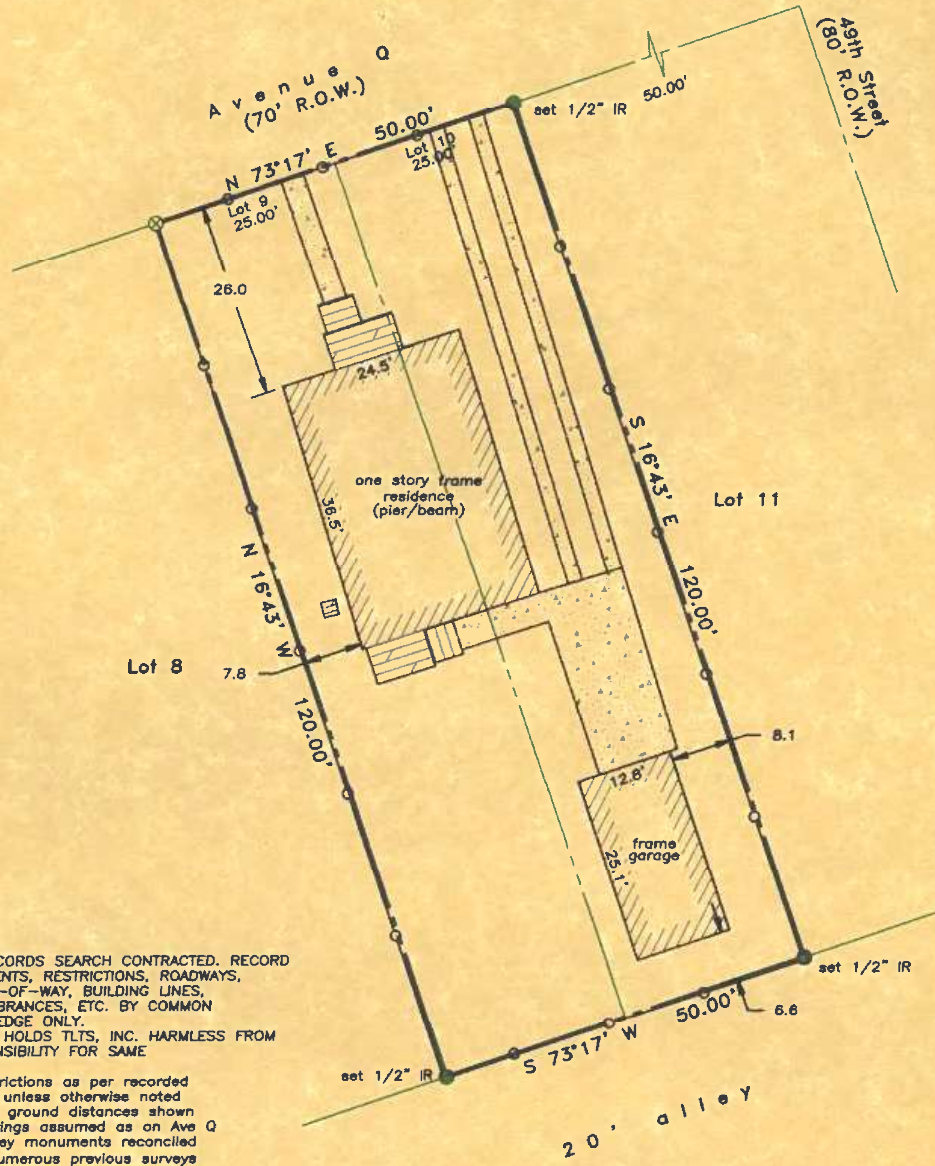 Avenue Q
(70' R.O.W.)
49th Street
(80' R.O.W.)
50.00'
set 1/2" IR
N 73°17' E 50.00'
Lot 9
25.00'
Lot 10
25.00'
26.0
24.5'
one story frame
residence
(pier/beam)
36.5'
S 16°43' E 120.00'
Lot 11
N 16°43' W 120.00'
Lot 8
7.8
8.1
12.6'
frame
garage
25.1'
set 1/2" IR
6.6
S 73°17' W 50.00'
set 1/2" IR
20' alley
CORDS SEARCH CONTRACTED. RECORD
ENTS, RESTRICTIONS, ROADWAYS,
-OF-WAY, BUILDING LINES,
BRANCES, ETC. BY COMMON
EDGE ONLY.
HOLDS TLTS, INC. HARMLESS FROM
NSIBILITY FOR SAME
rictions as per recorded
unless otherwise noted
ground distances shown
ings assumed as on Ave Q
ey monuments reconciled
umerous previous surveys